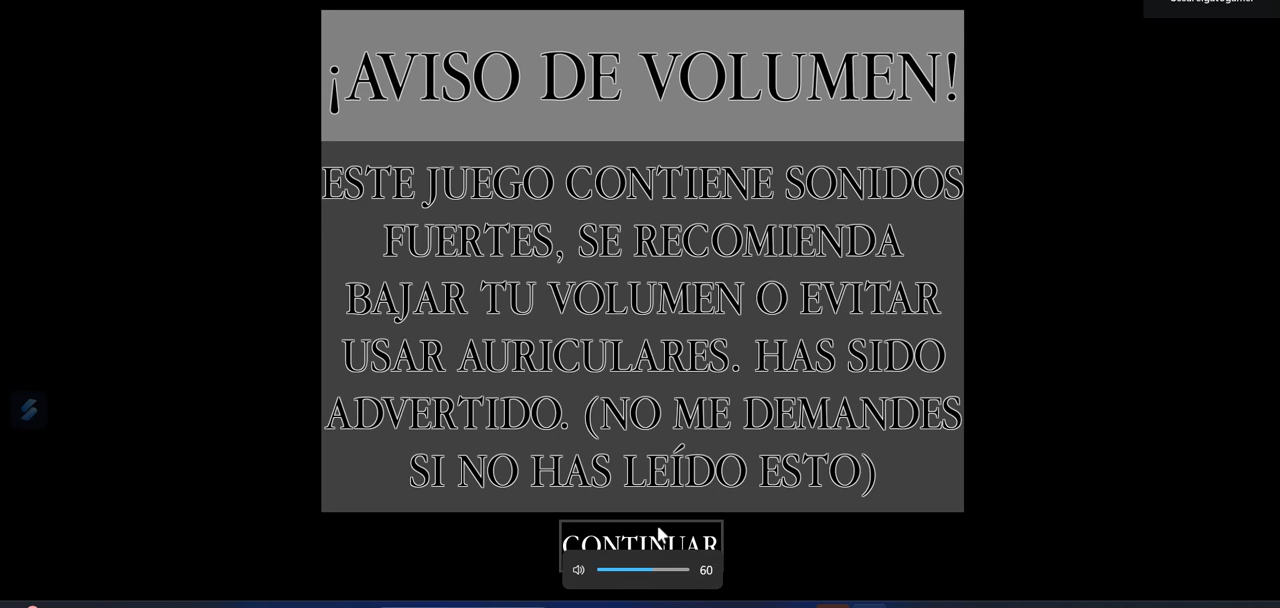 ¡AVISO DE VOLUMEN!
ESTE JUEGO CONTIENE SONIDOS
FUERTES, SE RECOMIENDA
BAJAR TU VOLUMEN O EVITAR
USAR AURICULARES. HAS SIDO
ADVERTIDO. (NO ME DEMANDES
SI NO HAS LEÍDO ESTO)
CONTINUAR
60